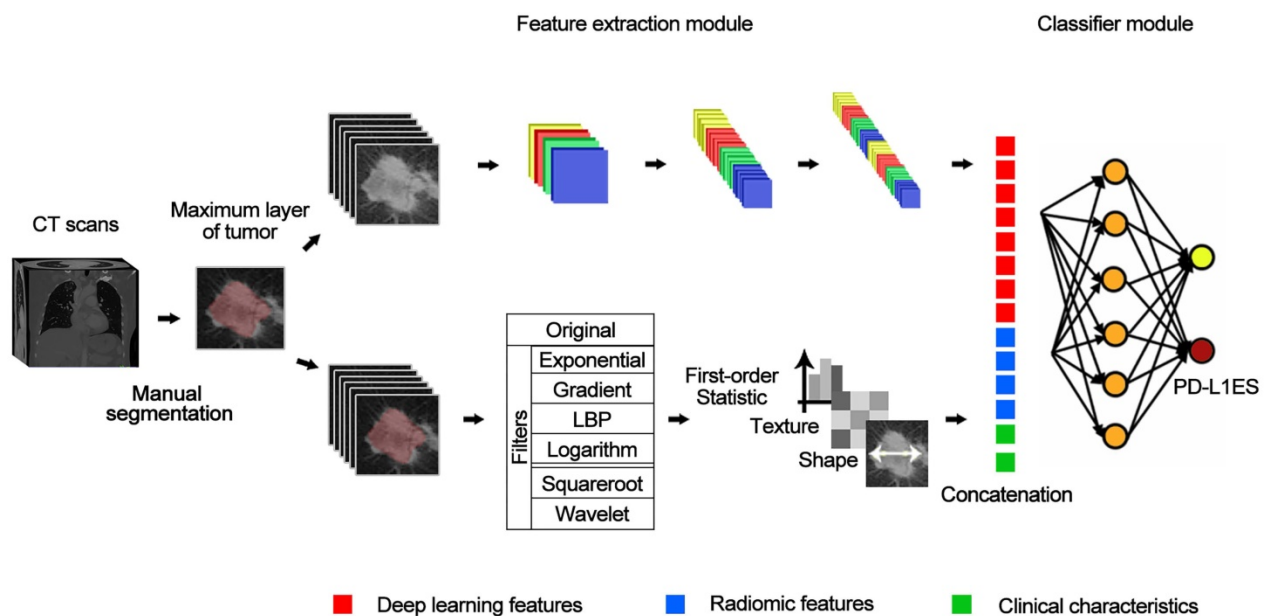 Feature extraction module
Classifier module
CT scans
Maximum layer
of tumor
Manual
segmentation
Original
Filters
Exponential
Gradient
LBP
Logarithm
Squareroot
Wavelet
First-order
Statistic
Texture
Shape
Concatenation
PD-L1ES
Deep learning features
Radiomic features
Clinical characteristics